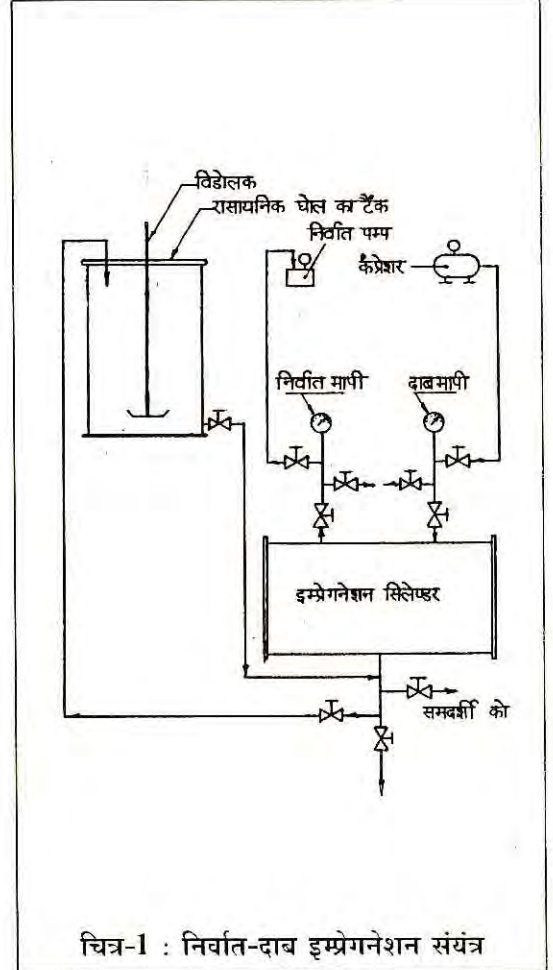 विडोलक
रासायनिक घोल का टैंक
निर्वात पम्प
कंप्रेशर
निर्वात मापी
दाबमापी
इम्प्रेगनेशन सिलेण्डर
समदर्शी को
चित्र-1 : निर्वात-दाब इम्प्रेगनेशन संयंत्र